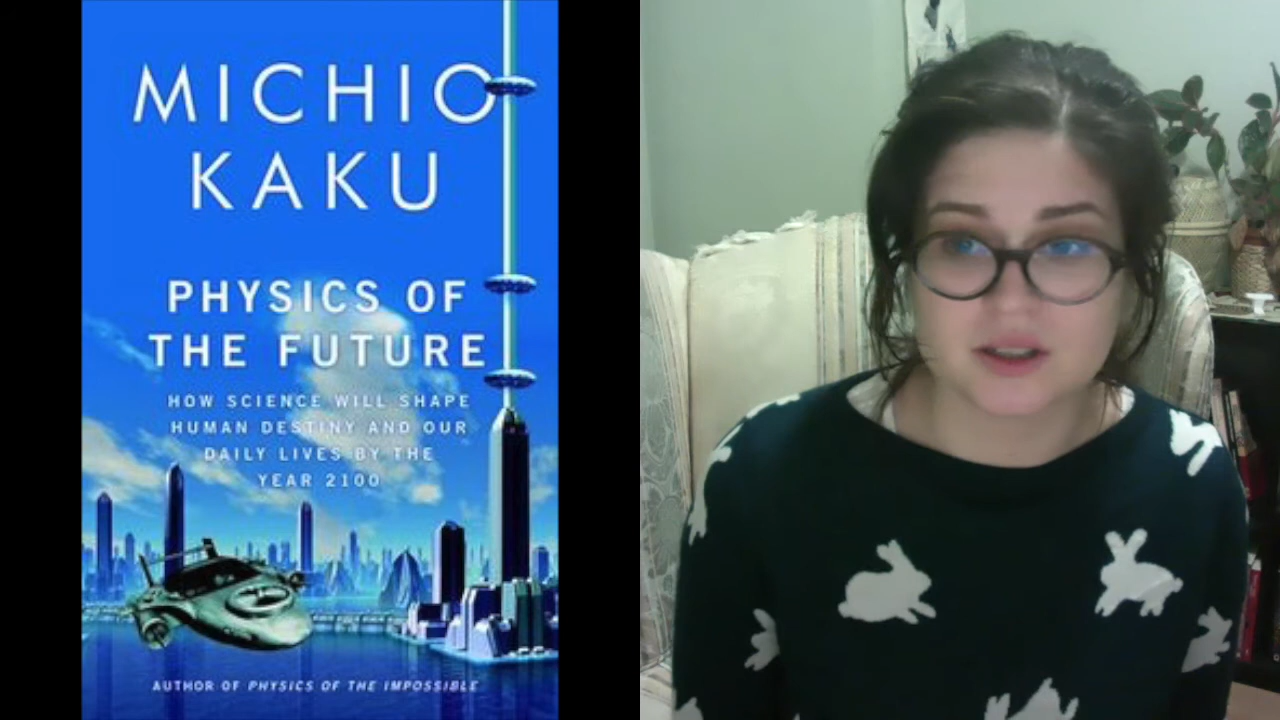 MICHIO
KAKU
PHYSICS OF
THE FUTURE
HOW SCIENCE WILL SHAPE
HUMAN DESTINY AND OUR
DAILY LIVES BY THE
YEAR 2100
AUTHOR OF PHYSICS OF THE IMPOSSIBLE